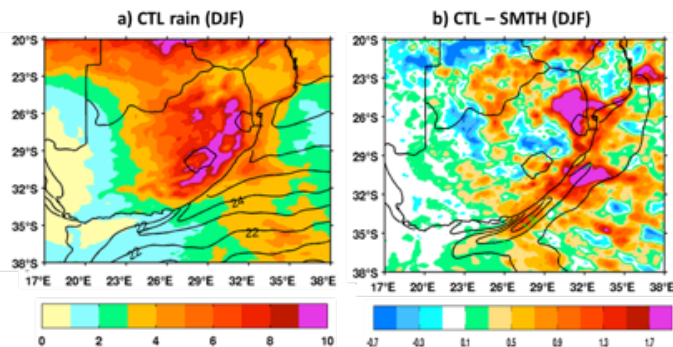 a) CTL rain (DJF)
b) CTL – SMTH (DJF)
20°S
23°S
26°S
29°S
32°S
35°S
38°S
24
22
22
17°E 20°E 23°E 26°E 29°E 32°E 35°E 38°E
20°S
23°S
26°S
29°S
32°S
35°S
38°S
17°E 20°E 23°E 26°E 29°E 32°E 35°E 38°E
0 2 4 6 8 10
-0.7 -0.3 0.1 0.5 0.9 1.3 1.7